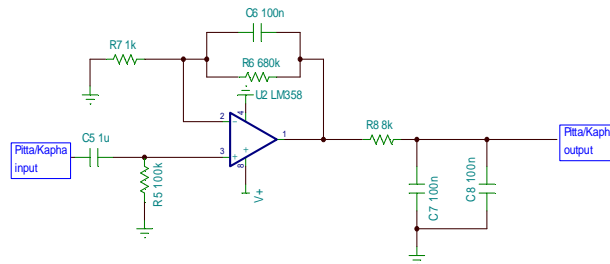 C6 100n
R7 1k
R6 680k
U2 LM358
4
2
1
3
8
V+
Pitta/Kapha
input
C5 1u
R5 100k
R8 8k
Pitta/Kapha
output
C7 100n
C8 100n